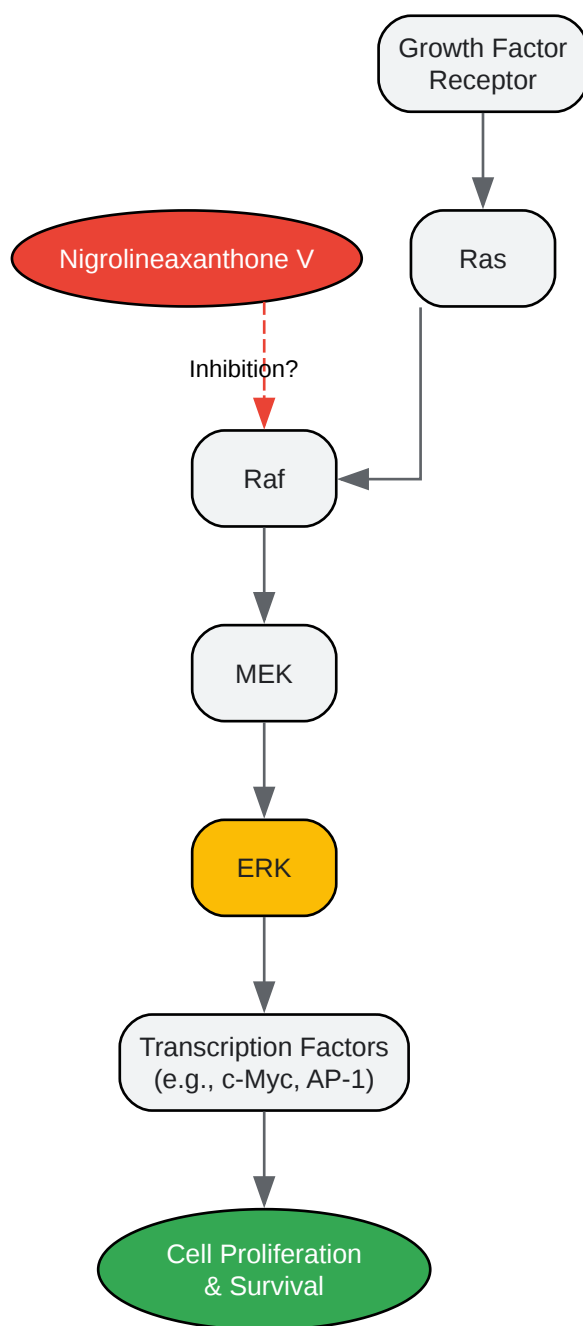 Growth Factor
Receptor
Nigrolineaxanthone V
Ras
Inhibition?
Raf
MEK
ERK
Transcription Factors
(e.g., c-Myc, AP-1)
Cell Proliferation
& Survival